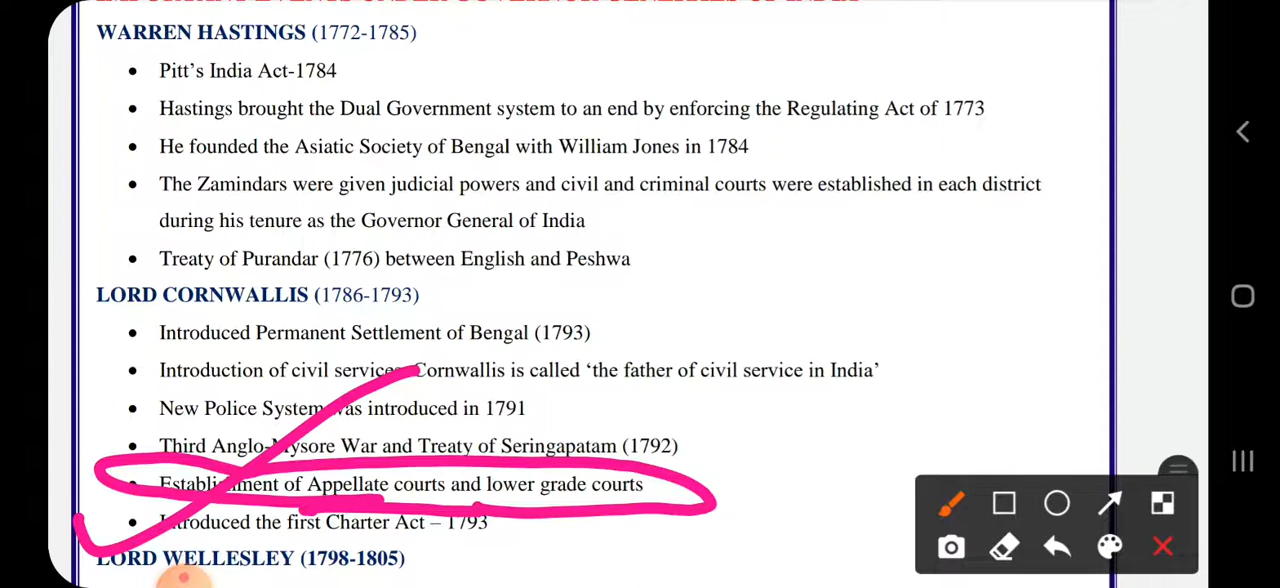 WARREN HASTINGS (1772-1785)
• Pitt’s India Act-1784
• Hastings brought the Dual Government system to an end by enforcing the Regulating Act of 1773
• He founded the Asiatic Society of Bengal with William Jones in 1784
• The Zamindars were given judicial powers and civil and criminal courts were established in each district
during his tenure as the Governor General of India
• Treaty of Purandar (1776) between English and Peshwa
LORD CORNWALLIS (1786-1793)
• Introduced Permanent Settlement of Bengal (1793)
• Introduction of civil services Cornwallis is called ‘the father of civil service in India’
• New Police System was introduced in 1791
• Third Anglo-Mysore War and Treaty of Seringapatam (1792)
• Establishment of Appellate courts and lower grade courts
• Introduced the first Charter Act – 1793
LORD WELLESLEY (1798-1805)